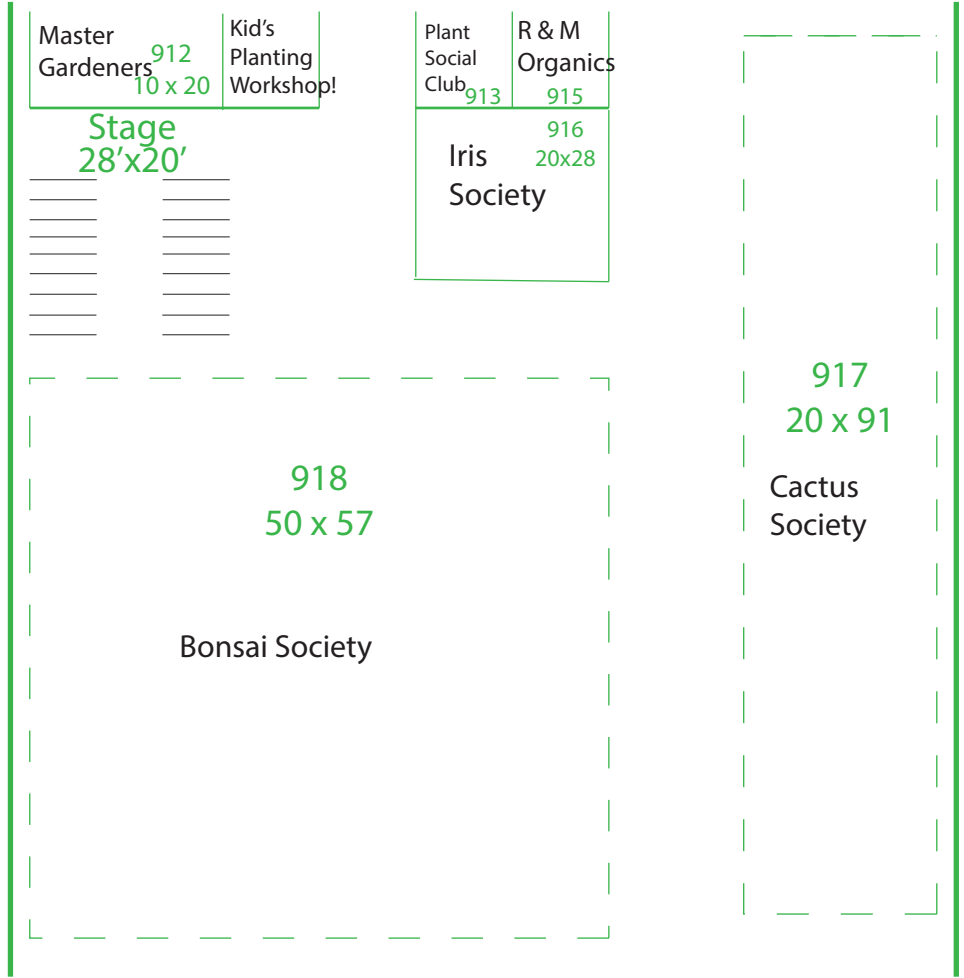 Master
Gardeners
912
10 x 20
Kid's
Planting
Workshop!
Plant
Social
Club
913
R & M
Organics
915
Stage
28’x20’
916
20x28
Iris
Society
917
20 x 91
Cactus
Society
918
50 x 57
Bonsai Society